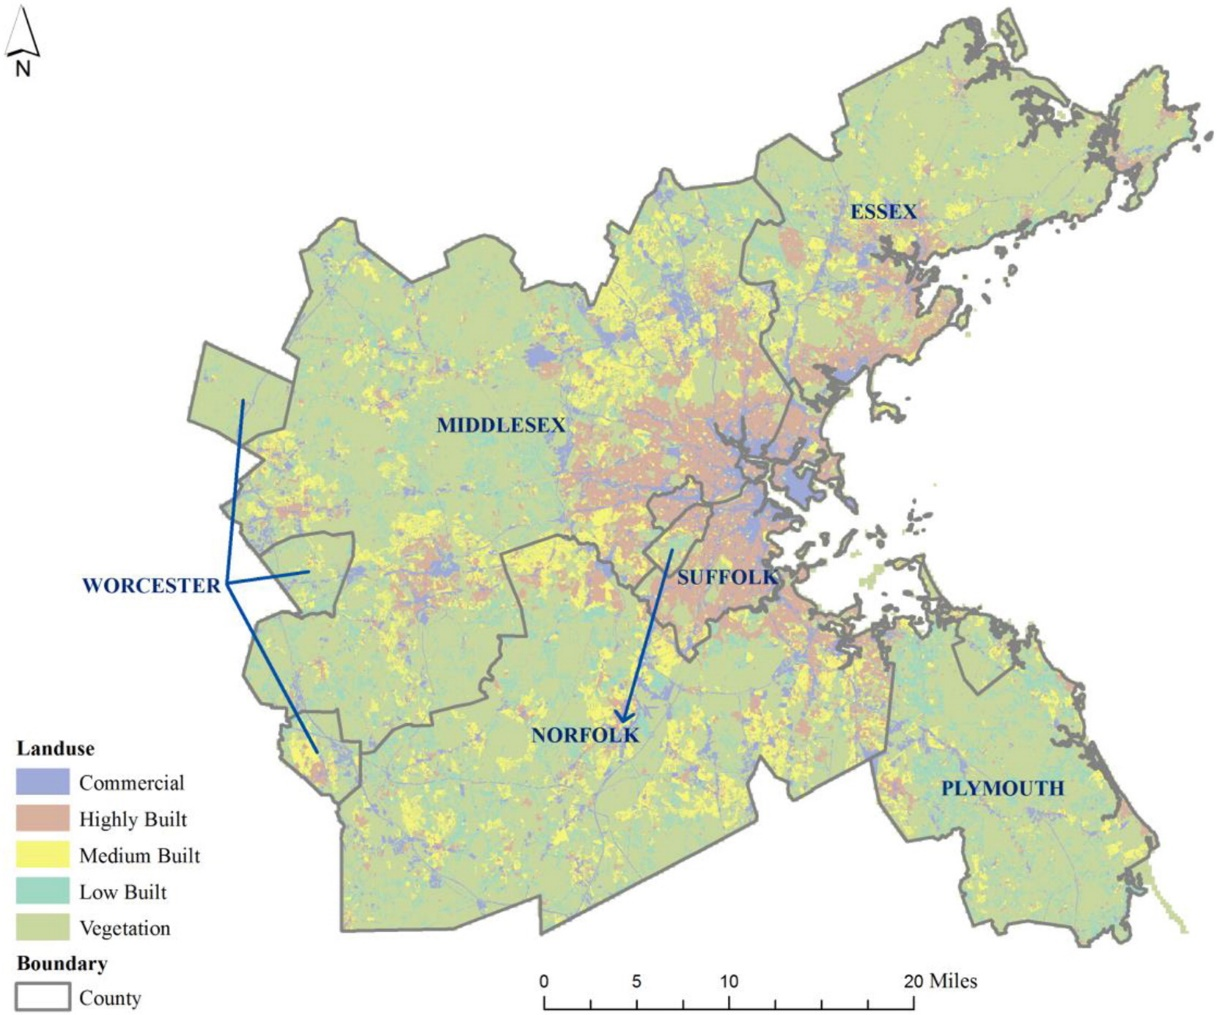 N
ESSEX
MIDDLESEX
WORCESTER
SUFFOLK
NORFOLK
PLYMOUTH
Landuse
Commercial
Highly Built
Medium Built
Low Built
Vegetation
Boundary
County
0 5 10 20 Miles